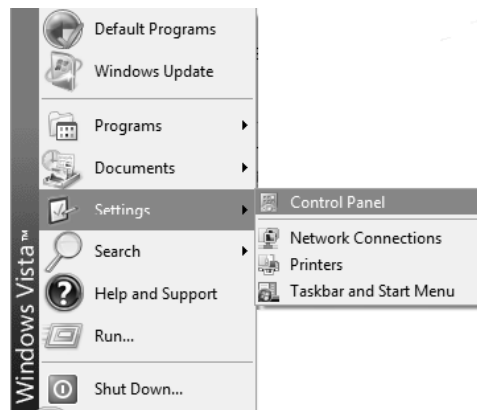 Default Programs
Windows Update
Programs
Documents
Settings
Search
Help and Support
Run...
Shut Down...
Control Panel
Network Connections
Printers
Taskbar and Start Menu
Windows Vista™